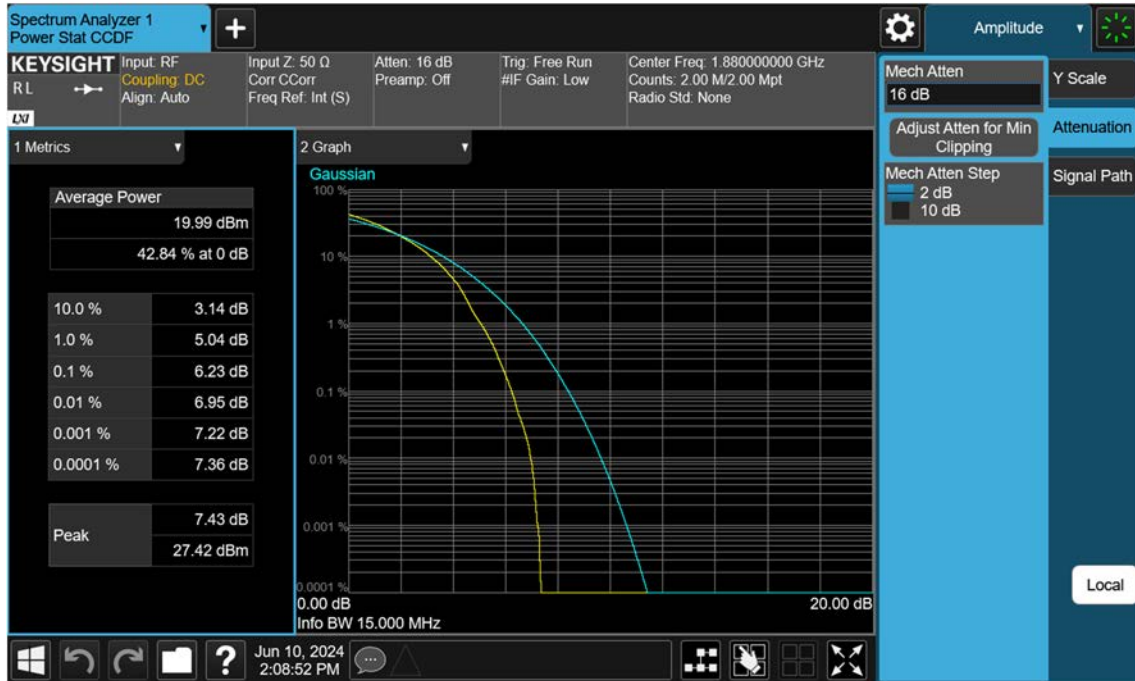 Spectrum Analyzer 1
Power Stat CCDF
+
Amplitude
KEYSIGHT
R L
LXI
Input: RF
Coupling: DC
Align: Auto
Input Z: 50 Ω
Corr CCorr
Freq Ref: Int (S)
Atten: 16 dB
Preamp: Off
Trig: Free Run
#IF Gain: Low
Center Freq: 1.880000000 GHz
Counts: 2.00 M/2.00 Mpt
Radio Std: None
Mech Atten
16 dB
Adjust Atten for Min
Clipping
Mech Atten Step
2 dB
10 dB
Y Scale
Attenuation
Signal Path
1 Metrics
Average Power
19.99 dBm
42.84 % at 0 dB
10.0 % 3.14 dB
1.0 % 5.04 dB
0.1 % 6.23 dB
0.01 % 6.95 dB
0.001 % 7.22 dB
0.0001 % 7.36 dB
Peak
7.43 dB
27.42 dBm
2 Graph
Gaussian
100 %
10 %
1 %
0.1 %
0.01 %
0.001 %
0.0001 %
0.00 dB 20.00 dB
Info BW 15.000 MHz
Local
?
Jun 10, 2024
2:08:52 PM